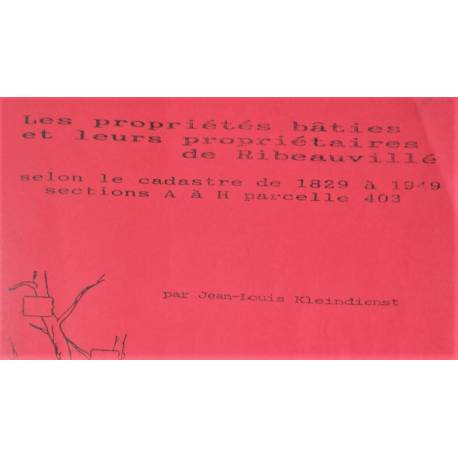 Les propriétés bâties
et leurs propriétaires
de Ribeauvillé
selon le cadastre de 1829 à 1949
sections A à H parcelle 403
par Jean-Louis Kleindienst